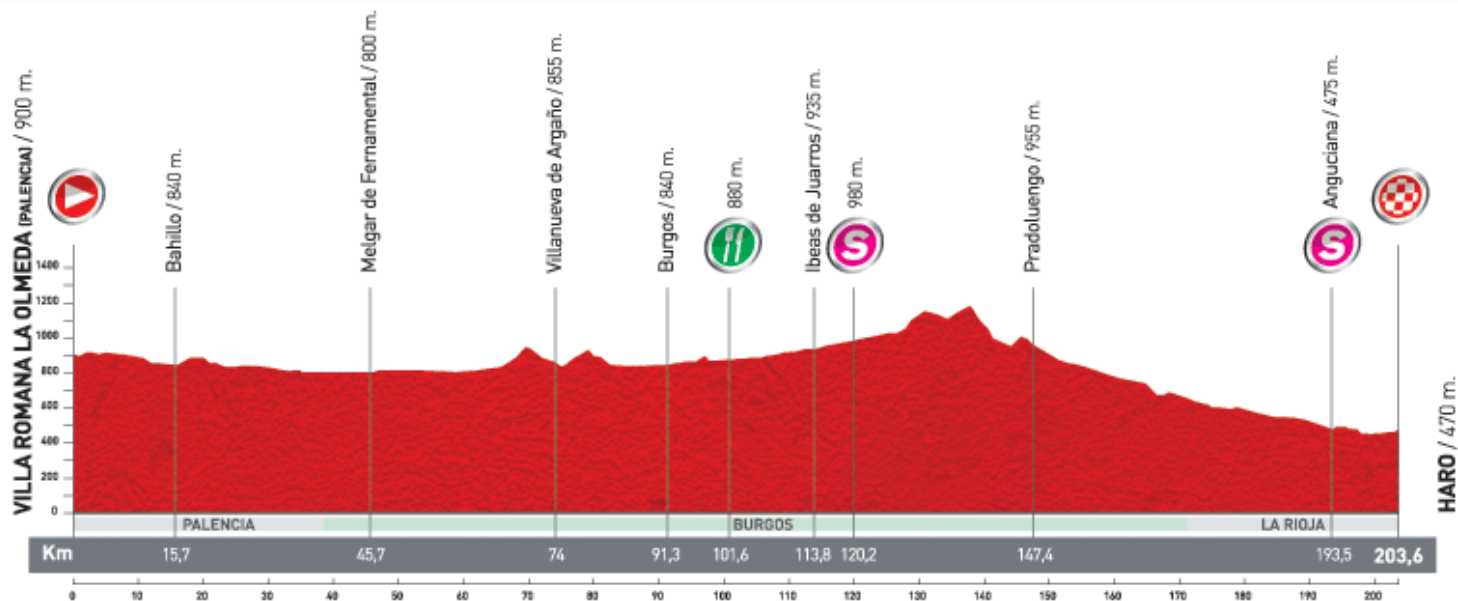 VILLA ROMANA LA OLMEDA (PALENCIA) / 900 m.
Bahillo / 840 m.
Melgar de Fernamental / 800 m.
Villanueva de Argaño / 855 m.
Burgos / 840 m.
880 m.
Ibeas de Juarros / 935 m.
980 m.
S
Pradoluengo / 955 m.
Anguciana / 475 m.
S
HARO / 470 m.
1400
1200
1000
800
600
400
200
0
PALENCIA BURGOS LA RIOJA
Km 15,7 45,7 74 91,3 101,6 113,8 120,2 147,4 193,5 203,6
0 10 20 30 40 50 60 70 80 90 100 110 120 130 140 150 160 170 180 190 200